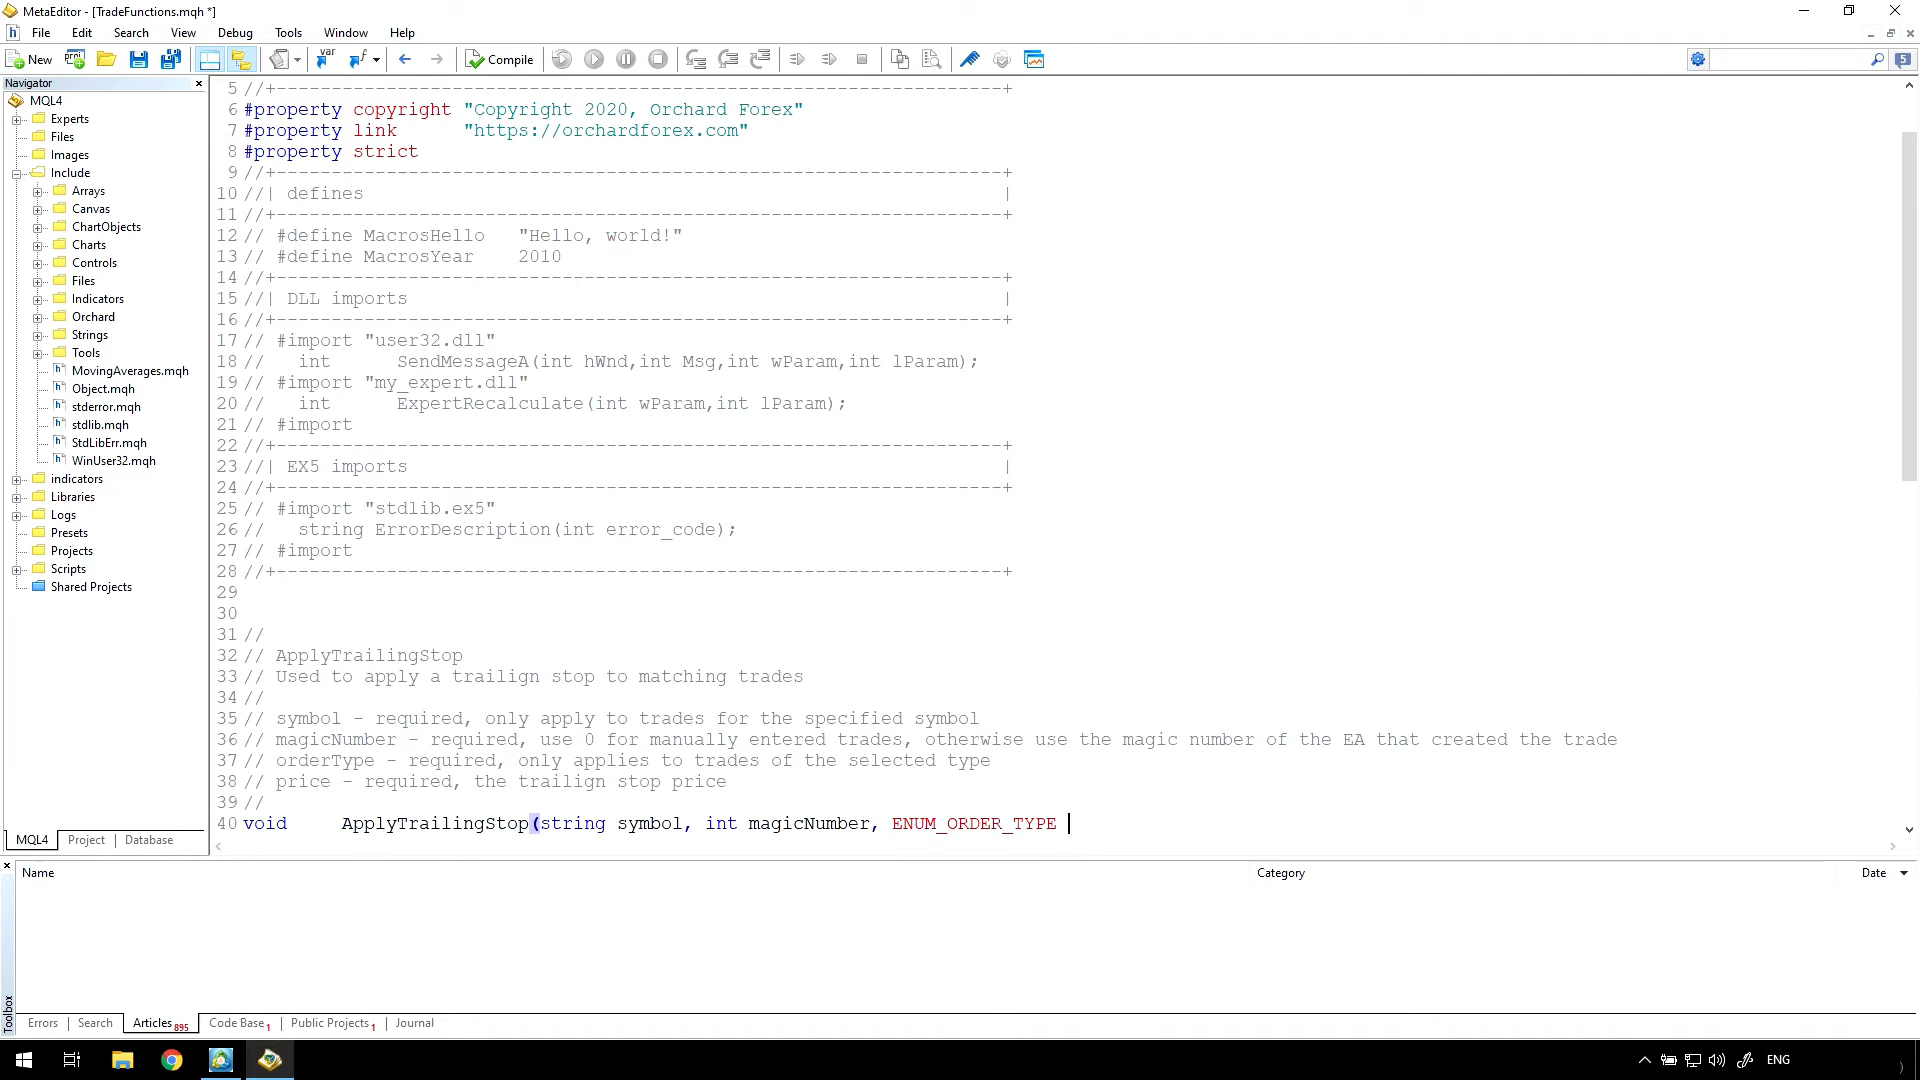 MetaEditor - [TradeFunctions.mqh *]
File Edit Search View Debug Tools Window Help
New Compile 5
Navigator
MQL4
Experts
Files
Images
Include
Arrays
Canvas
ChartObjects
Charts
Controls
Files
Indicators
Orchard
Strings
Tools
MovingAverages.mqh
Object.mqh
stderror.mqh
stdlib.mqh
StdLibErr.mqh
WinUser32.mqh
indicators
Libraries
Logs
Presets
Projects
Scripts
Shared Projects
MQL4 Project Database
5 //+------------------------------------------------------------------+
6 #property copyright "Copyright 2020, Orchard Forex"
7 #property link      "https://orchardforex.com"
8 #property strict
9 //+------------------------------------------------------------------+
10 //| defines                                                          |
11 //+------------------------------------------------------------------+
12 // #define MacrosHello   "Hello, world!"
13 // #define MacrosYear    2010
14 //+------------------------------------------------------------------+
15 //| DLL imports                                                      |
16 //+------------------------------------------------------------------+
17 // #import "user32.dll"
18 //   int      SendMessageA(int hWnd,int Msg,int wParam,int lParam);
19 // #import "my_expert.dll"
20 //   int      ExpertRecalculate(int wParam,int lParam);
21 // #import
22 //+------------------------------------------------------------------+
23 //| EX5 imports                                                      |
24 //+------------------------------------------------------------------+
25 // #import "stdlib.ex5"
26 //   string ErrorDescription(int error_code);
27 // #import
28 //+------------------------------------------------------------------+
29
30
31 //
32 // ApplyTrailingStop
33 // Used to apply a trailign stop to matching trades
34 //
35 // symbol - required, only apply to trades for the specified symbol
36 // magicNumber - required, use 0 for manually entered trades, otherwise use the magic number of the EA that created the trade
37 // orderType - required, only applies to trades of the selected type
38 // price - required, the trailign stop price
39 //
40 void     ApplyTrailingStop(string symbol, int magicNumber, ENUM_ORDER_TYPE
Name Category Date
Toolbox
Errors Search Articles 895 Code Base 1 Public Projects 1 Journal
ENG